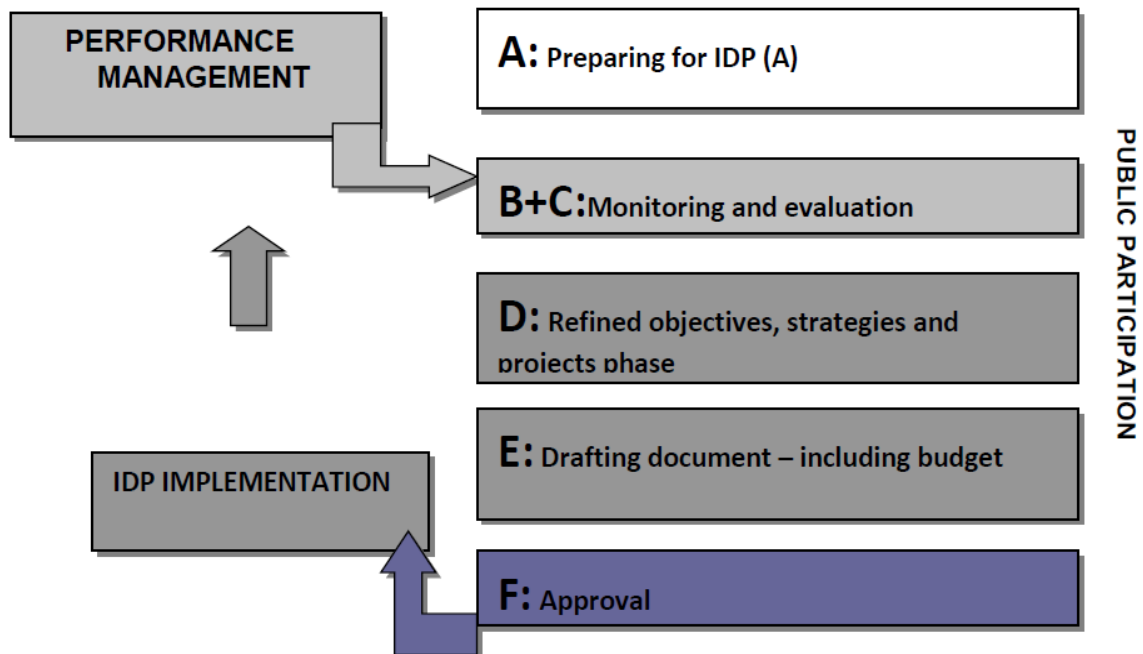 PERFORMANCE
MANAGEMENT
A: Preparing for IDP (A)
B+C:Monitoring and evaluation
D: Refined objectives, strategies and
projects phase
E: Drafting document – including budget
IDP IMPLEMENTATION
F: Approval
PUBLIC PARTICIPATION